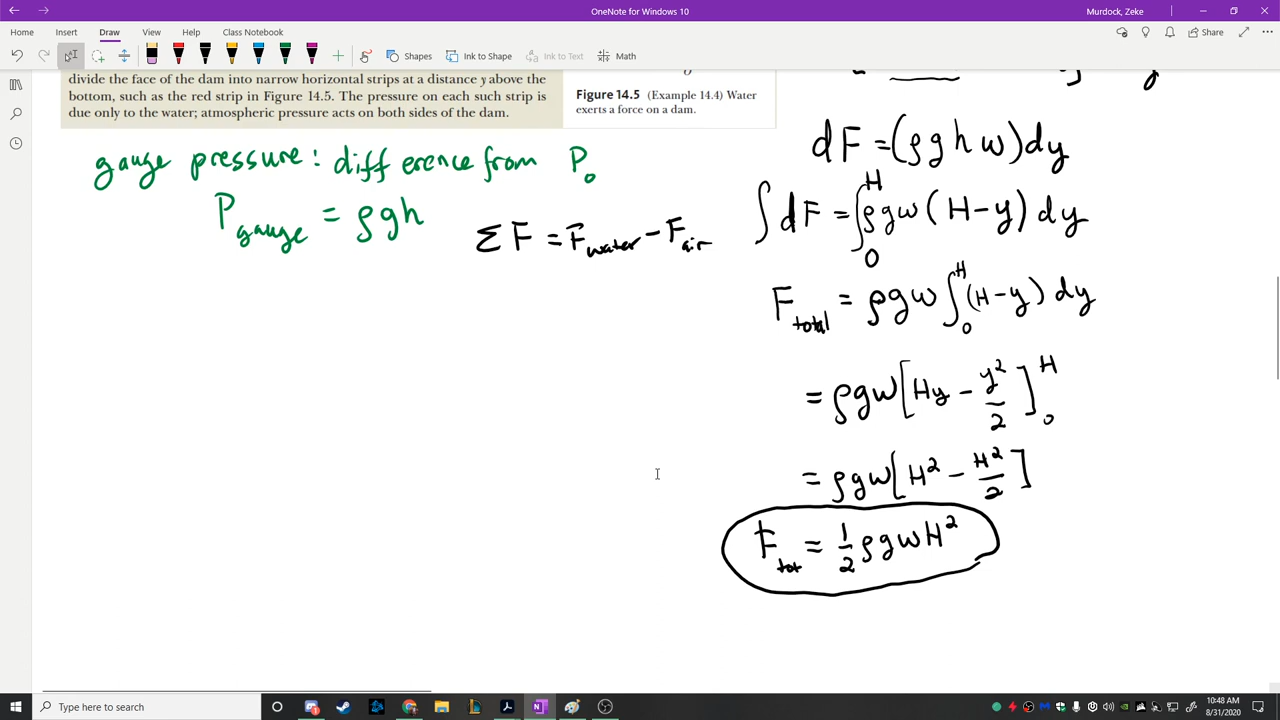 OneNote for Windows 10
Murdock, Zeke
Home Insert Draw View Help Class Notebook
Share
Shapes Ink to Shape Ink to Text Math
divide the face of the dam into narrow horizontal strips at a distance y above the
bottom, such as the red strip in Figure 14.5. The pressure on each such strip is
due only to the water; atmospheric pressure acts on both sides of the dam.
Figure 14.5 (Example 14.4) Water
exerts a force on a dam.
gauge pressure: difference from P₀
P_gauge = ρgh
ΣF = F_water − F_air
dF = (ρghw)dy
∫dF = ∫₀ᴴ ρgw(H−y)dy
F_total = ρgw ∫₀ᴴ (H−y)dy
= ρgw[Hy − y²/2]₀ᴴ
= ρgw[H² − H²/2]
F_tot = 1/2 ρgwH²
Type here to search
10:48 AM
8/31/2020